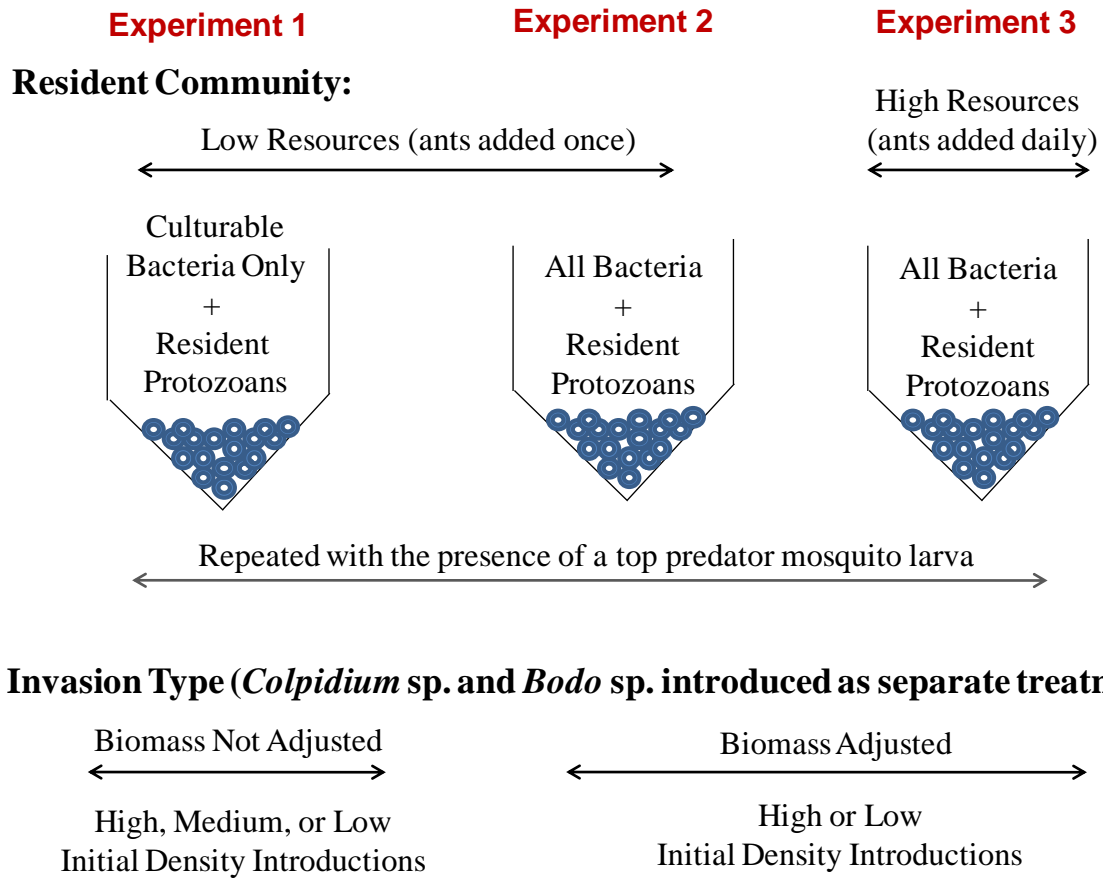 Experiment 1
Experiment 2
Experiment 3
Resident Community:
Low Resources (ants added once)
High Resources
(ants added daily)
Culturable
Bacteria Only
+
Resident
Protozoans
All Bacteria
+
Resident
Protozoans
All Bacteria
+
Resident
Protozoans
Repeated with the presence of a top predator mosquito larva
Invasion Type (Colpidium sp. and Bodo sp. introduced as separate
Biomass Not Adjusted
Biomass Adjusted
High, Medium, or Low
Initial Density Introductions
High or Low
Initial Density Introductions